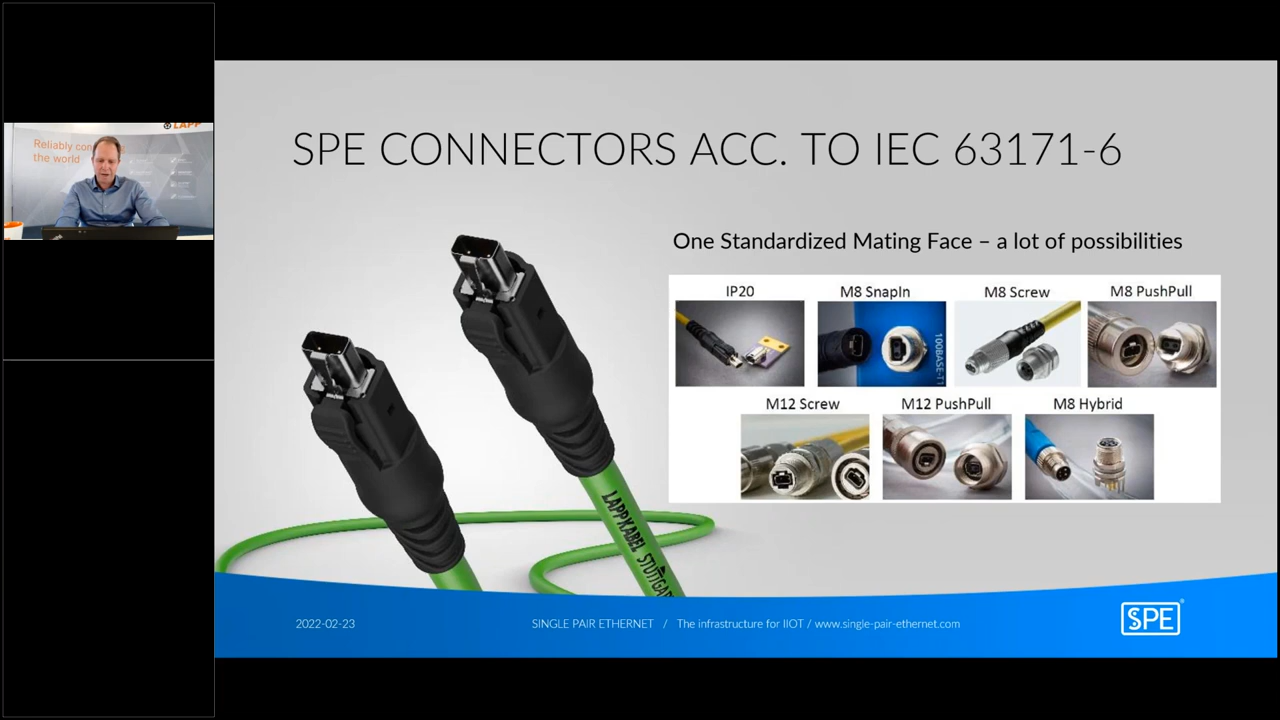 LAPP
Reliably con
the world
SPE CONNECTORS ACC. TO IEC 63171-6
One Standardized Mating Face – a lot of possibilities
IP20
M8 SnapIn
M8 Screw
M8 PushPull
100BASE-T1
M12 Screw
M12 PushPull
M8 Hybrid
LAPPKABEL STUTTGAR
2022-02-23
SINGLE PAIR ETHERNET / The infrastructure for IIOT / www.single-pair-ethernet.com
SPE®